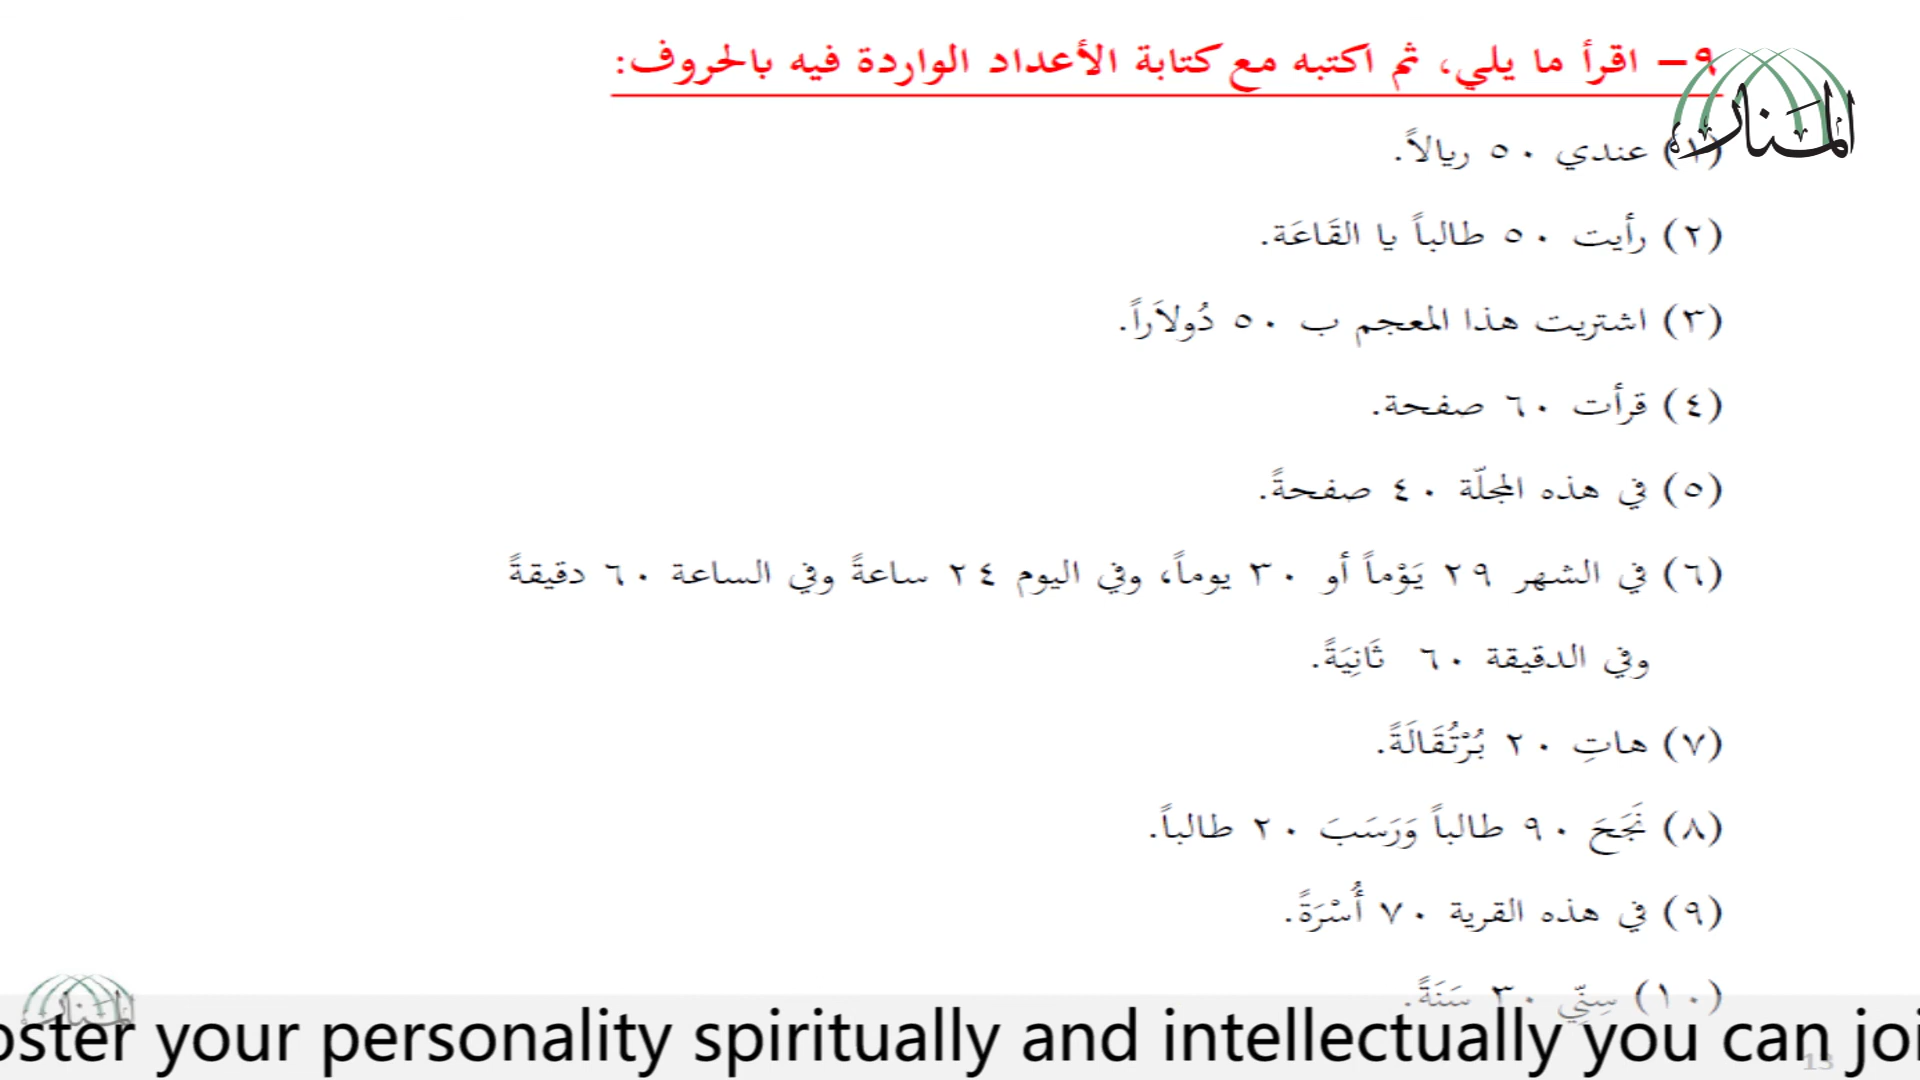 ٩– اقرأ ما يلي، ثم اكتبه مع كتابة الأعداد الواردة فيه بالحروف:
المنار
(١) عندي ٥٠ ريالاً.
(٢) رأيت ٥٠ طالباً يا القَاعَة.
(٣) اشتريت هذا المعجم ب ٥٠ دُولاَراً.
(٤) قرأت ٦٠ صفحة.
(٥) في هذه المجلّة ٤٠ صفحةً.
(٦) في الشهر ٢٩ يَوْماً أو ٣٠ يوماً، وفي اليوم ٢٤ ساعةً وفي الساعة ٦٠ دقيقةً
وفي الدقيقة ٦٠ ثَانِيَةً.
(٧) هاتِ ٢٠ بُرْتُقَالَةً.
(٨) نَجَحَ ٩٠ طالباً وَرَسَبَ ٢٠ طالباً.
(٩) في هذه القرية ٧٠ أُسْرَةً.
(١٠) سِنِّي ٣٠ سَنَةً.
المنار
oster your personality spiritually and intellectually you can joi
13